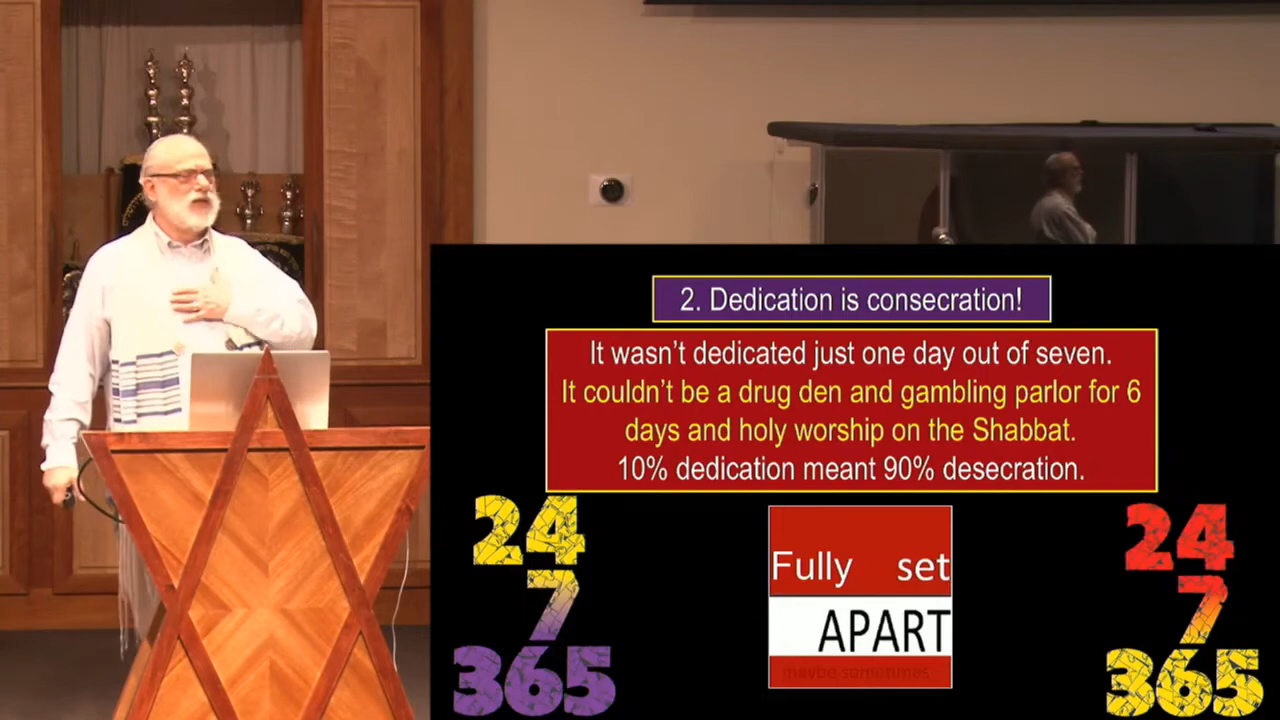 2. Dedication is consecration!
It wasn't dedicated just one day out of seven.
It couldn't be a drug den and gambling parlor for 6
days and holy worship on the Shabbat.
10% dedication meant 90% desecration.
24
7
365
Fully set
APART
maybe sometimes
24
7
365